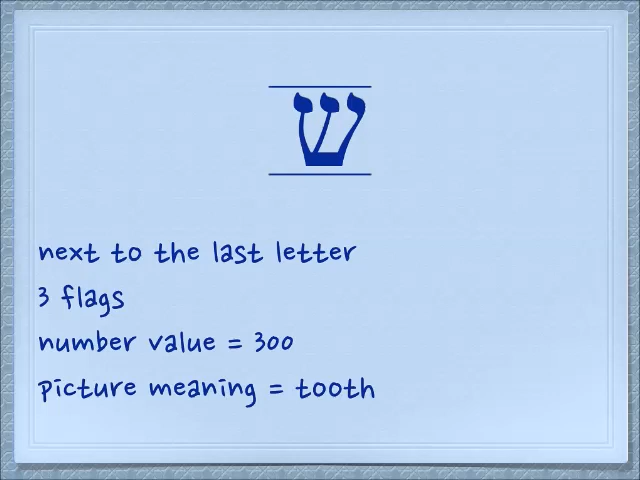 ש
next to the last letter
3 flags
number value = 300
picture meaning = tooth